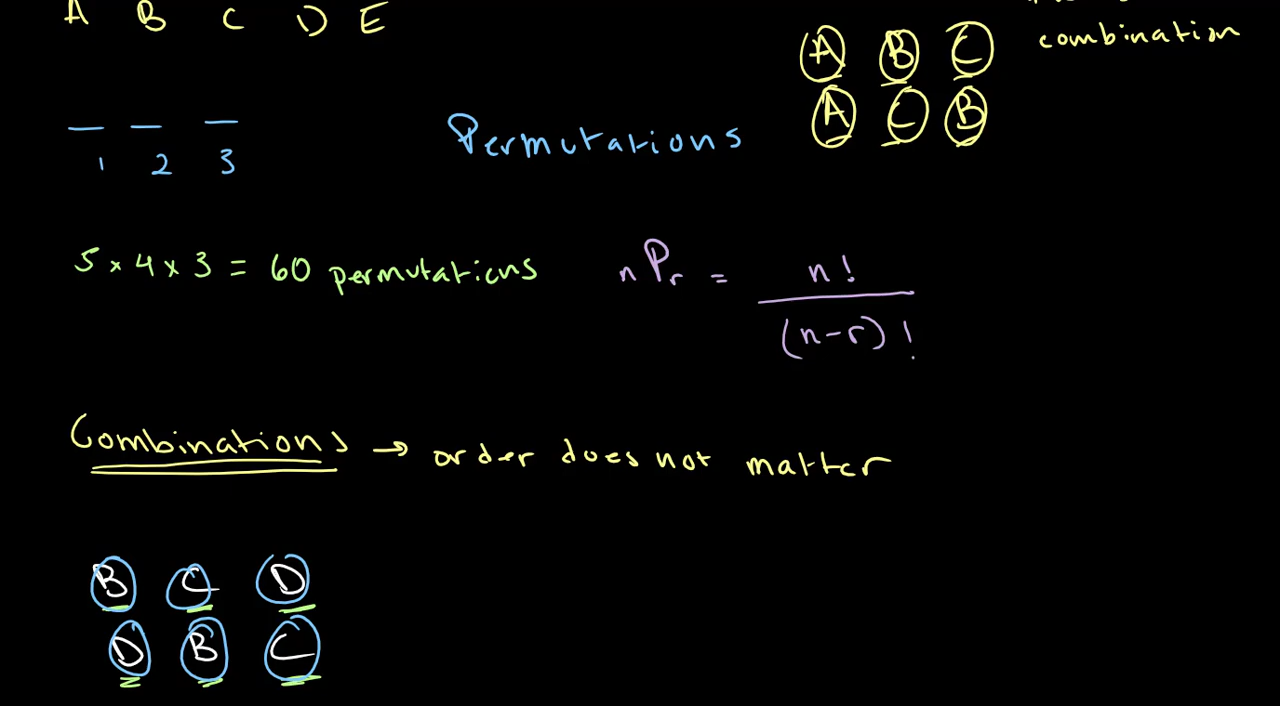 A B C D E
combination
A B C
A C B
1 2 3
Permutations
5 × 4 × 3 = 60 permutations
nPr = n! / (n-r)!
Combinations → order does not matter
B C D
D B C